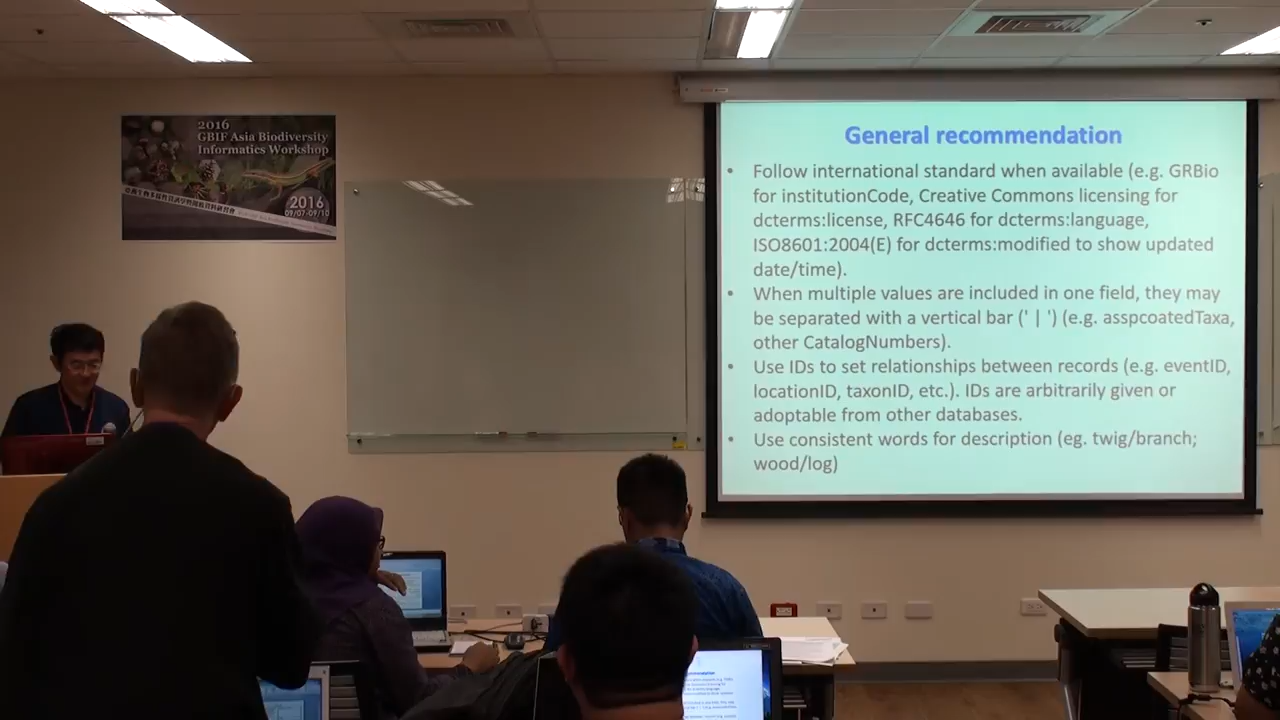 2016
GBIF Asia Biodiversity
Informatics Workshop
2016
09/07-09/10
General recommendation
• Follow international standard when available (e.g. GRBio
for institutionCode, Creative Commons licensing for
dcterms:license, RFC4646 for dcterms:language,
ISO8601:2004(E) for dcterms:modified to show updated
date/time).
• When multiple values are included in one field, they may
be separated with a vertical bar (' | ') (e.g. asspcoatedTaxa,
other CatalogNumbers).
• Use IDs to set relationships between records (e.g. eventID,
locationID, taxonID, etc.). IDs are arbitrarily given or
adoptable from other databases.
• Use consistent words for description (eg. twig/branch;
wood/log)